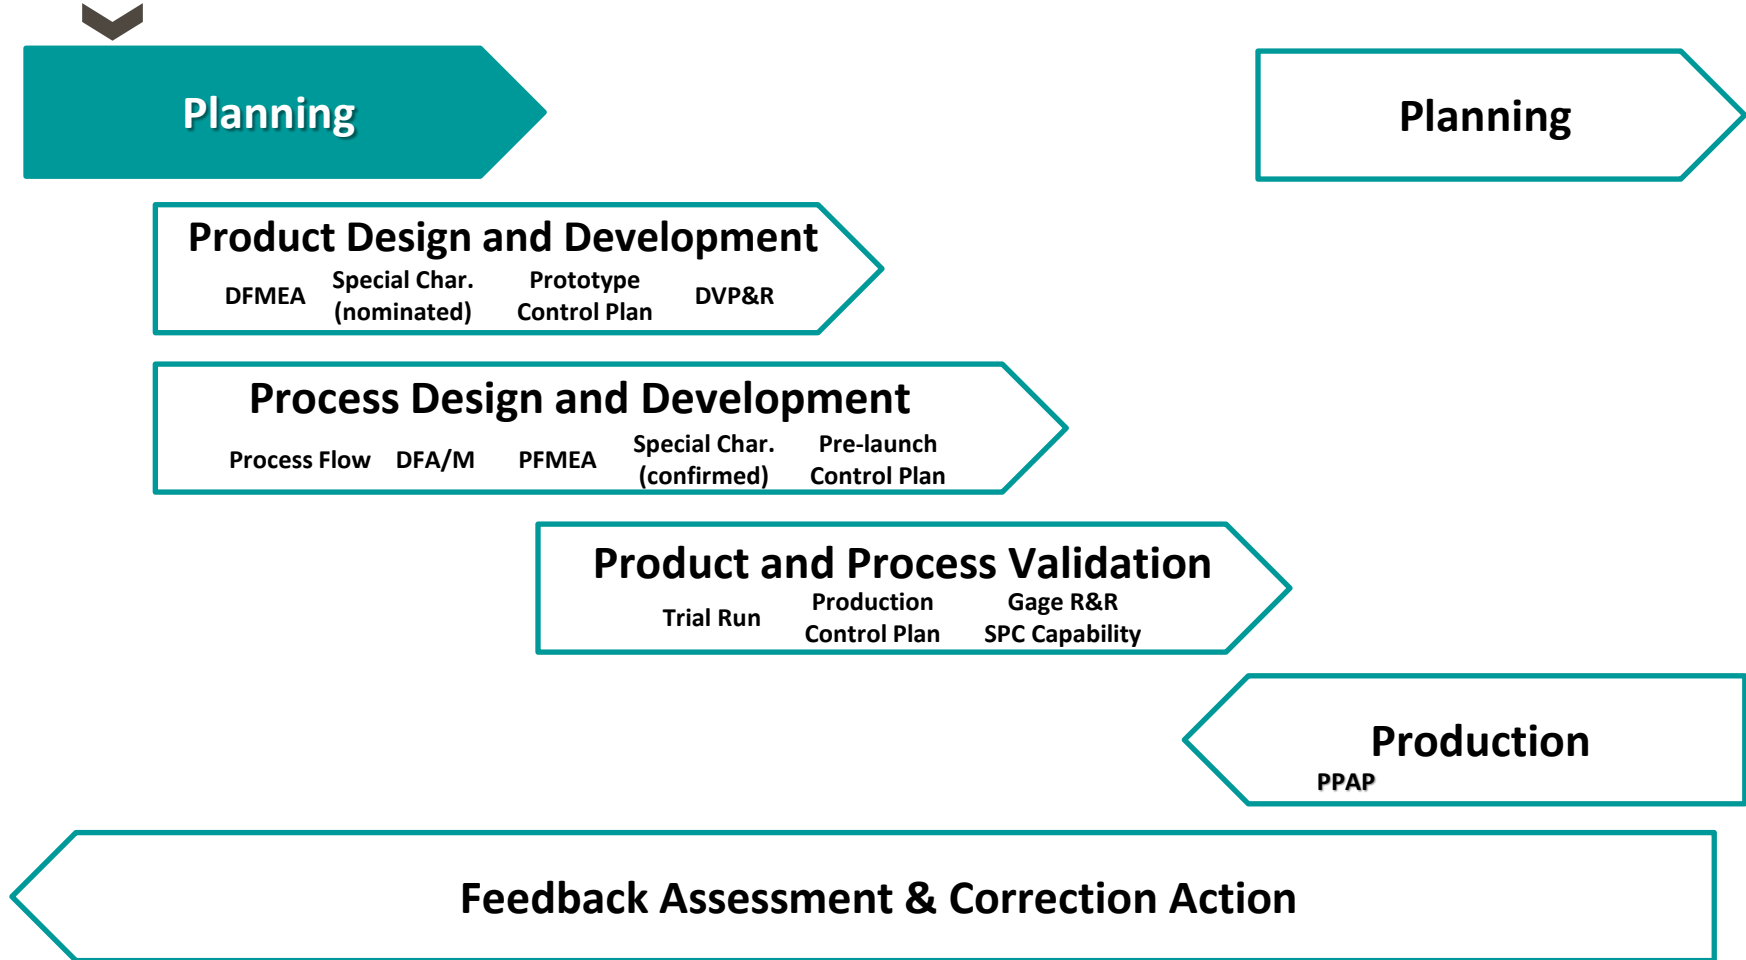 Planning
Planning
Product Design and Development
DFMEA
Special Char.
(nominated)
Prototype
Control Plan
DVP&R
Process Design and Development
Process Flow
DFA/M
PFMEA
Special Char.
(confirmed)
Pre-launch
Control Plan
Product and Process Validation
Trial Run
Production
Control Plan
Gage R&R
SPC Capability
Production
PPAP
Feedback Assessment & Correction Action